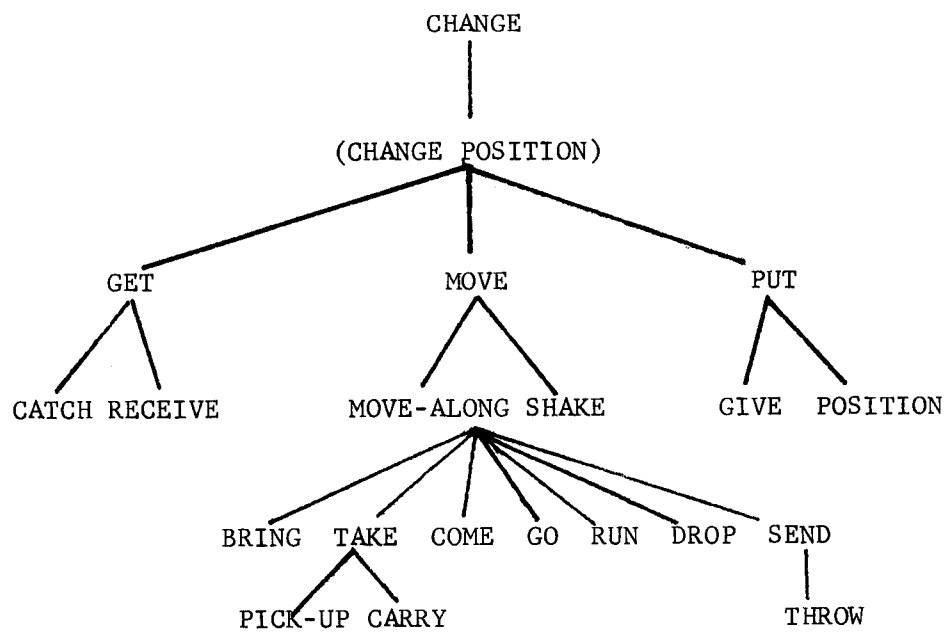 CHANGE
(CHANGE POSITION)
GET MOVE PUT
CATCH RECEIVE MOVE-ALONG SHAKE GIVE POSITION
BRING TAKE COME GO RUN DROP SEND
PICK-UP CARRY THROW